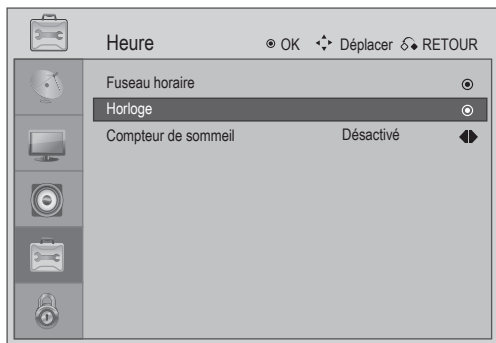 Heure OK Déplacer RETOUR
Fuseau horaire
Horloge
Compteur de sommeil Désactivé